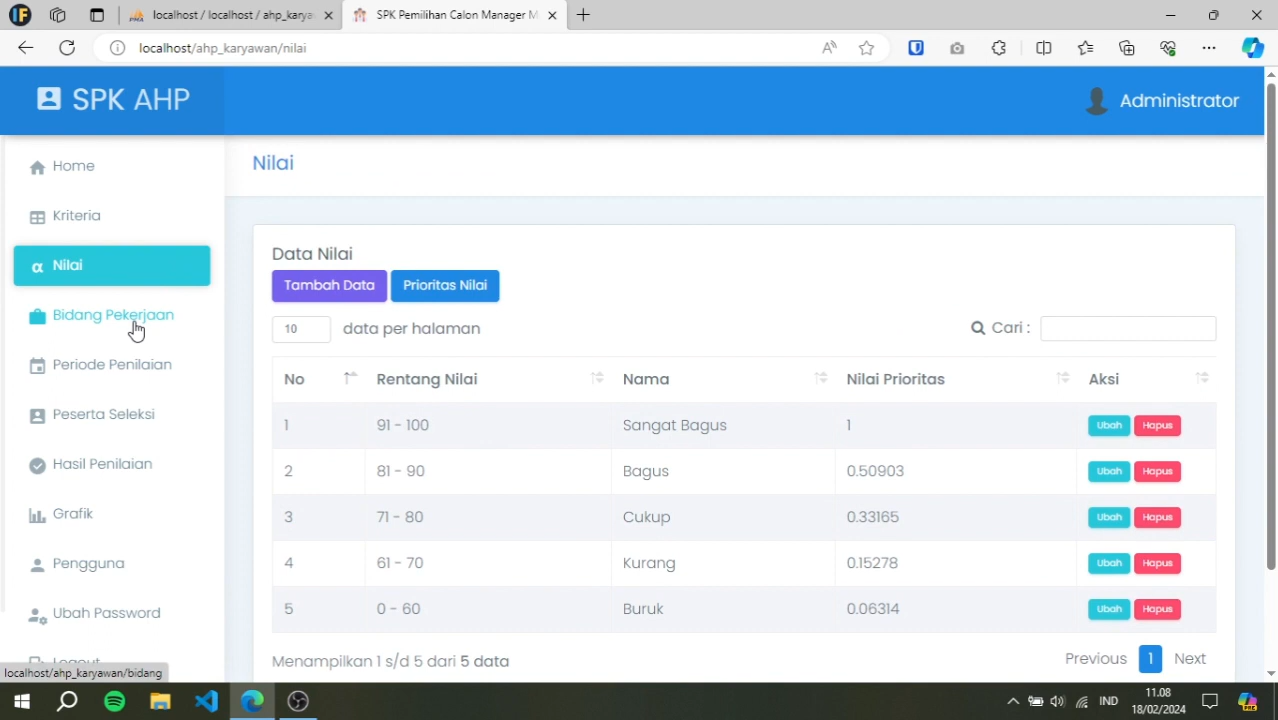 localhost / localhost / ahp_karya
SPK Pemilihan Calon Manager M
localhost/ahp_karyawan/nilai
SPK AHP
Administrator
Home
Kriteria
α Nilai
Bidang Pekerjaan
Periode Penilaian
Peserta Seleksi
Hasil Penilaian
Grafik
Pengguna
Ubah Password
Logout
Nilai
Data Nilai
Tambah Data Prioritas Nilai
10 data per halaman Cari :
No Rentang Nilai Nama Nilai Prioritas Aksi
1 91 - 100 Sangat Bagus 1 Ubah Hapus
2 81 - 90 Bagus 0.50903 Ubah Hapus
3 71 - 80 Cukup 0.33165 Ubah Hapus
4 61 - 70 Kurang 0.15278 Ubah Hapus
5 0 - 60 Buruk 0.06314 Ubah Hapus
Menampilkan 1 s/d 5 dari 5 data Previous 1 Next
localhost/ahp_karyawan/bidang
IND
11.08
18/02/2024